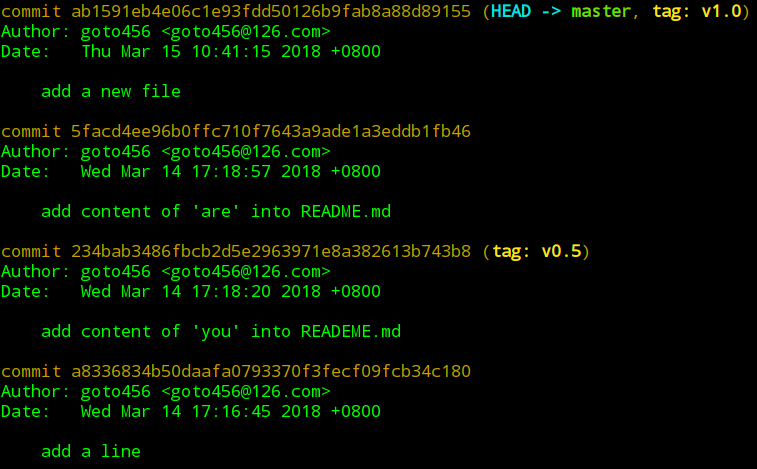 commit ab1591eb4e06c1e93fdd50126b9fab8a88d89155 (HEAD -> master, tag: v1.0)
Author: goto456 <goto456@126.com>
Date:   Thu Mar 15 10:41:15 2018 +0800
    add a new file
commit 5facd4ee96b0ffc710f7643a9ade1a3eddb1fb46
Author: goto456 <goto456@126.com>
Date:   Wed Mar 14 17:18:57 2018 +0800
    add content of 'are' into README.md
commit 234bab3486fbcb2d5e2963971e8a382613b743b8 (tag: v0.5)
Author: goto456 <goto456@126.com>
Date:   Wed Mar 14 17:18:20 2018 +0800
    add content of 'you' into READEME.md
commit a8336834b50daafa0793370f3fecf09fcb34c180
Author: goto456 <goto456@126.com>
Date:   Wed Mar 14 17:16:45 2018 +0800
    add a line